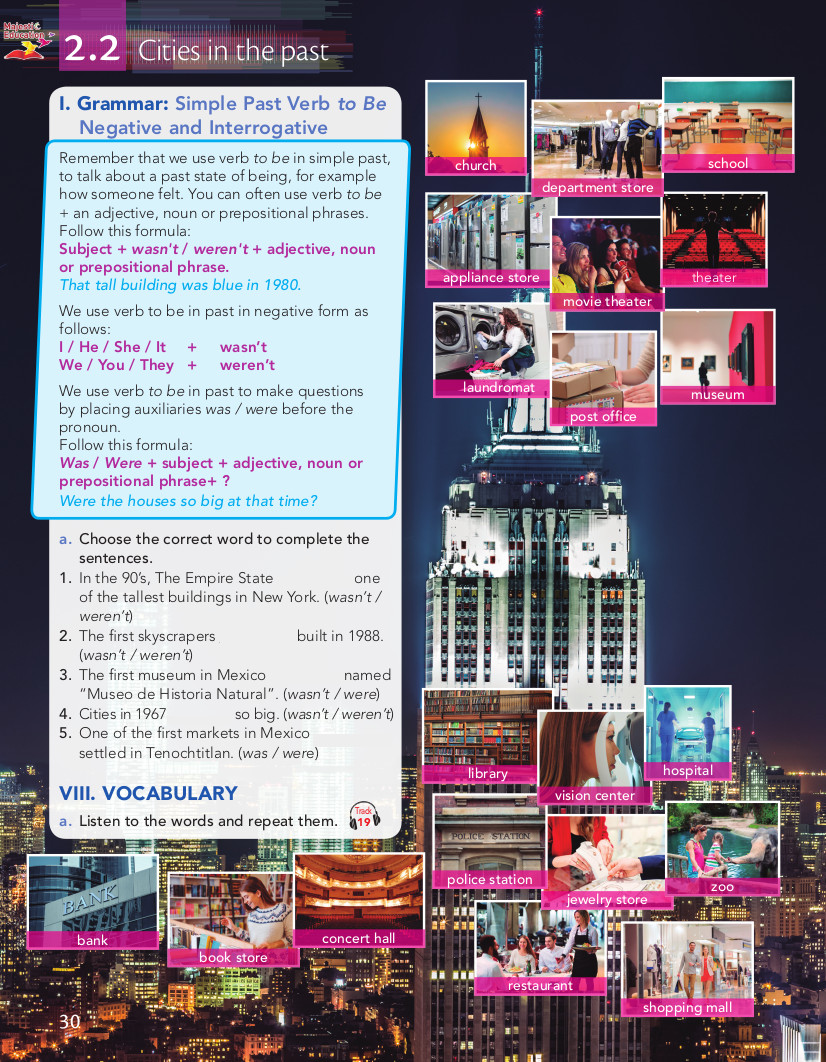 Majestic
Education
2.2 Cities in the past
I. Grammar: Simple Past Verb to Be
Negative and Interrogative
Remember that we use verb to be in simple past,
to talk about a past state of being, for example
how someone felt. You can often use verb to be
+ an adjective, noun or prepositional phrases.
Follow this formula:
Subject + wasn't / weren't + adjective, noun
or prepositional phrase.
That tall building was blue in 1980.
We use verb to be in past in negative form as
follows:
I / He / She / It + wasn't
We / You / They + weren't
We use verb to be in past to make questions
by placing auxiliaries was / were before the
pronoun.
Follow this formula:
Was / Were + subject + adjective, noun or
prepositional phrase+ ?
Were the houses so big at that time?
a. Choose the correct word to complete the
sentences.
1. In the 90's, The Empire State one
of the tallest buildings in New York. (wasn't /
weren't)
2. The first skyscrapers built in 1988.
(wasn't / weren't)
3. The first museum in Mexico named
"Museo de Historia Natural". (wasn't / were)
4. Cities in 1967 so big. (wasn't / weren't)
5. One of the first markets in Mexico
settled in Tenochtitlan. (was / were)
VIII. VOCABULARY
a. Listen to the words and repeat them.
Track
19
church
department store
school
appliance store
movie theater
theater
laundromat
post office
museum
library
vision center
hospital
POLICE STATION
police station
jewelry store
zoo
BANK
bank
book store
concert hall
restaurant
shopping mall
30